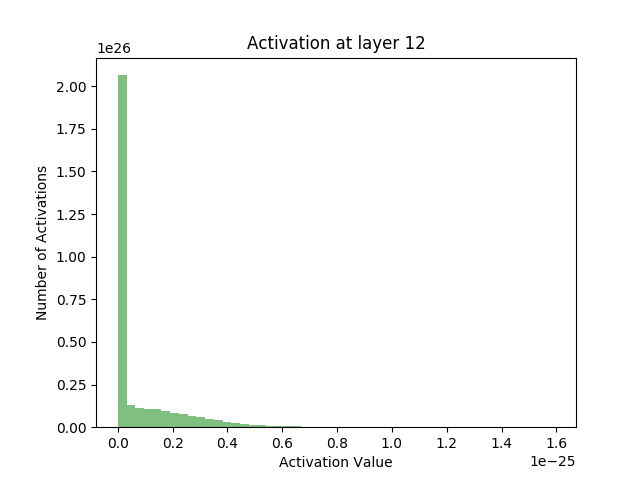 Activation at layer 12
1e26
2.00
1.75
1.50
1.25
1.00
0.75
0.50
0.25
0.00
Number of Activations
0.0 0.2 0.4 0.6 0.8 1.0 1.2 1.4 1.6
1e−25
Activation Value